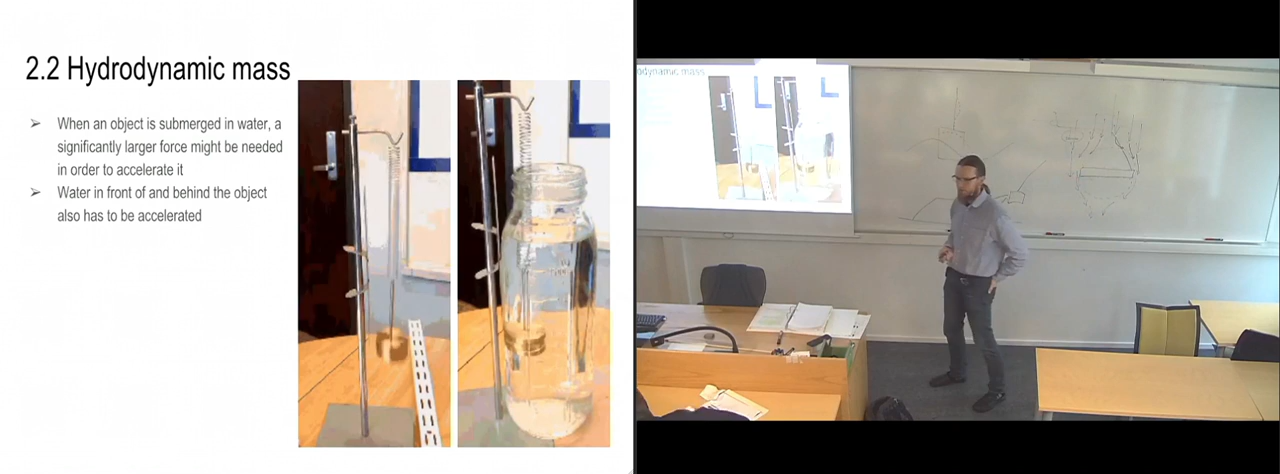 2.2 Hydrodynamic mass
➢ When an object is submerged in water, a
significantly larger force might be needed
in order to accelerate it
➢ Water in front of and behind the object
also has to be accelerated
odynamic mass